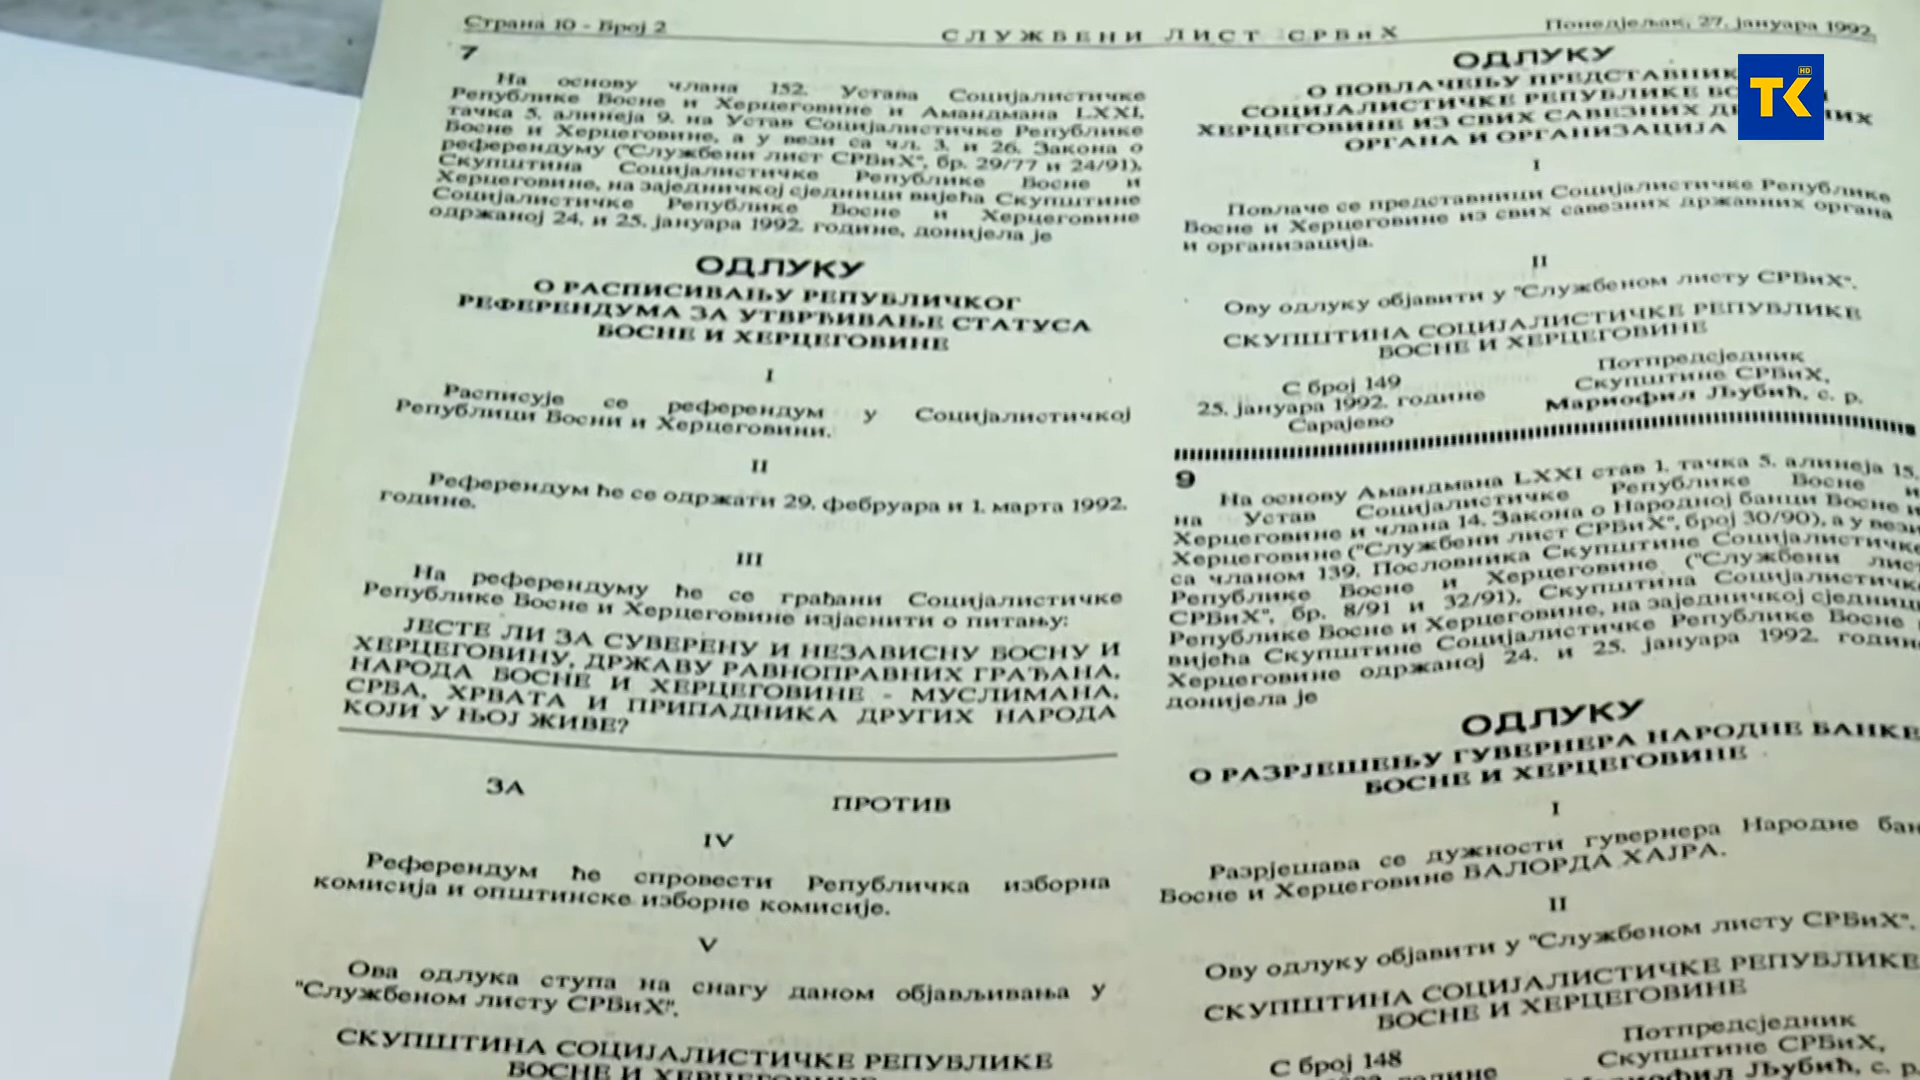 Страна 10 - Број 2
СЛУЖБЕНИ ЛИСТ СРБиХ
Понедјељак, 27. јануара 1992.
7
На основу члана 152. Устава Социјалистичке
Републике Босне и Херцеговине и Амандмана LXXI,
тачка 5. алинеја 9. на Устав Социјалистичке Републике
Босне и Херцеговине, а у вези са чл. 3. и 26. Закона о
референдуму ("Службени лист СРБиХ", бр. 29/77 и 24/91),
Скупштина Социјалистичке Републике Босне и
Херцеговине, на заједничкој сједници вијећа Скупштине
Социјалистичке Републике Босне и Херцеговине
одржаној 24. и 25. јануара 1992. године, донијела је
ОДЛУКУ
О РАСПИСИВАЊУ РЕПУБЛИЧКОГ
РЕФЕРЕНДУМА ЗА УТВРЂИВАЊЕ СТАТУСА
БОСНЕ И ХЕРЦЕГОВИНЕ
I
Расписује се референдум у Социјалистичкој
Републици Босни и Херцеговини.
II
Референдум ће се одржати 29. фебруара и 1. марта 1992.
године.
III
На референдуму ће се грађани Социјалистичке
Републике Босне и Херцеговине изјаснити о питању:
ЈЕСТЕ ЛИ ЗА СУВЕРЕНУ И НЕЗАВИСНУ БОСНУ И
ХЕРЦЕГОВИНУ, ДРЖАВУ РАВНОПРАВНИХ ГРАЂАНА,
НАРОДА БОСНЕ И ХЕРЦЕГОВИНЕ - МУСЛИМАНА,
СРБА, ХРВАТА И ПРИПАДНИКА ДРУГИХ НАРОДА
КОЈИ У ЊОЈ ЖИВЕ?
ЗА
ПРОТИВ
IV
Референдум ће спровести Републичка изборна
комисија и општинске изборне комисије.
V
Ова одлука ступа на снагу даном објављивања у
"Службеном листу СРБиХ".
СКУПШТИНА СОЦИЈАЛИСТИЧКЕ РЕПУБЛИКЕ
БОСНЕ И ХЕРЦЕГОВИНЕ
ОДЛУКУ
О ПОВЛАЧЕЊУ
СОЦИЈАЛИСТИЧКЕ РЕПУБЛИКЕ
ХЕРЦЕГОВИНЕ ИЗ СВИХ САВЕЗНИХ
ОРГАНА И ОРГАНИЗАЦИЈА
I
Повлаче се представници Социјалистичке Републике
Босне и Херцеговине из свих савезних државних органа
и организација.
II
Ову одлуку објавити у "Службеном листу СРБиХ".
СКУПШТИНА СОЦИЈАЛИСТИЧКЕ РЕПУБЛИКЕ
БОСНЕ И ХЕРЦЕГОВИНЕ
С број 149
25. јануара 1992. године
Сарајево
Потпредсједник
Скупштине СРБиХ,
Мариофил Љубић, с. р.
9
На основу Амандмана LXXI став 1. тачка 5. алинеја 15.
на Устав Социјалистичке Републике Босне и
Херцеговине и члана 14. Закона о Народној банци Босне и
Херцеговине ("Службени лист СРБиХ", број 30/90), а у вези
са чланом 139. Пословника Скупштине Социјалистичке
Републике Босне и Херцеговине ("Службени лист
СРБиХ", бр. 8/91 и 32/91), Скупштина Социјалистичке
Републике Босне и Херцеговине, на заједничкој сједници
вијећа Скупштине Социјалистичке Републике Босне
Херцеговине одржаној 24. и 25. јануара 1992. године
донијела је
ОДЛУКУ
О РАЗРЈЕШЕЊУ ГУВЕРНЕРА НАРОДНЕ БАНКЕ
БОСНЕ И ХЕРЦЕГОВИНЕ
I
Разрјешава се дужности гувернера Народне бан
Босне и Херцеговине БАЛОРДА ХАЈРА.
II
Ову одлуку објавити у "Службеном листу СРБиХ".
СКУПШТИНА СОЦИЈАЛИСТИЧКЕ РЕПУБЛИКЕ
БОСНЕ И ХЕРЦЕГОВИНЕ
С број 148
године
Потпредсједник
Скупштине СРБиХ,
Мариофил Љубић, с. р.
TK HD